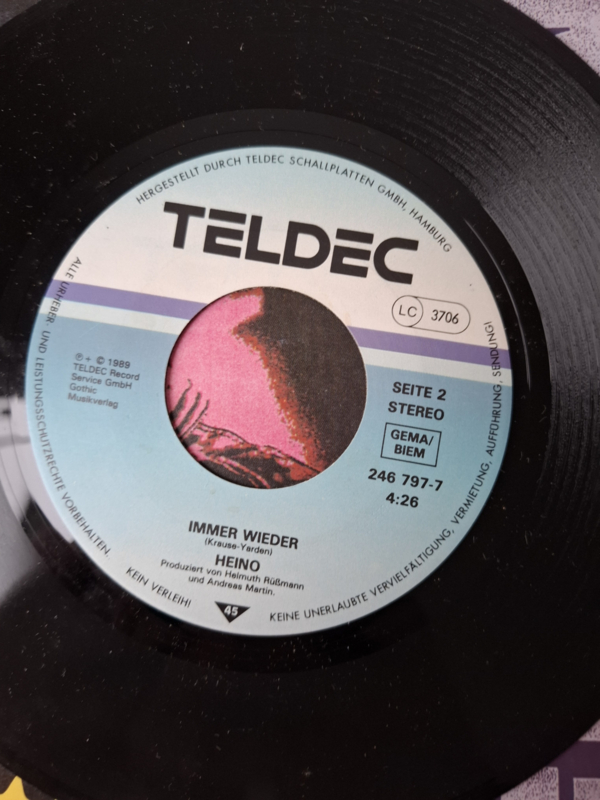 HERGESTELLT DURCH TELDEC SCHALLPLATTEN GMBH, HAMBURG
TELDEC
LC 3706
℗ + © 1989
TELDEC Record
Service GmbH
Gothic
Musikverlag
SEITE 2
STEREO
GEMA/
BIEM
246 797-7
4:26
IMMER WIEDER
(Krause-Yarden)
HEINO
Produziert von Helmuth Rüßmann
und Andreas Martin.
45
ALLE URHEBER- UND LEISTUNGSSCHUTZRECHTE VORBEHALTEN.
KEIN VERLEIH!
KEINE UNERLAUBTE VERVIELFÄLTIGUNG, VERMIETUNG, AUFFÜHRUNG, SENDUNG!